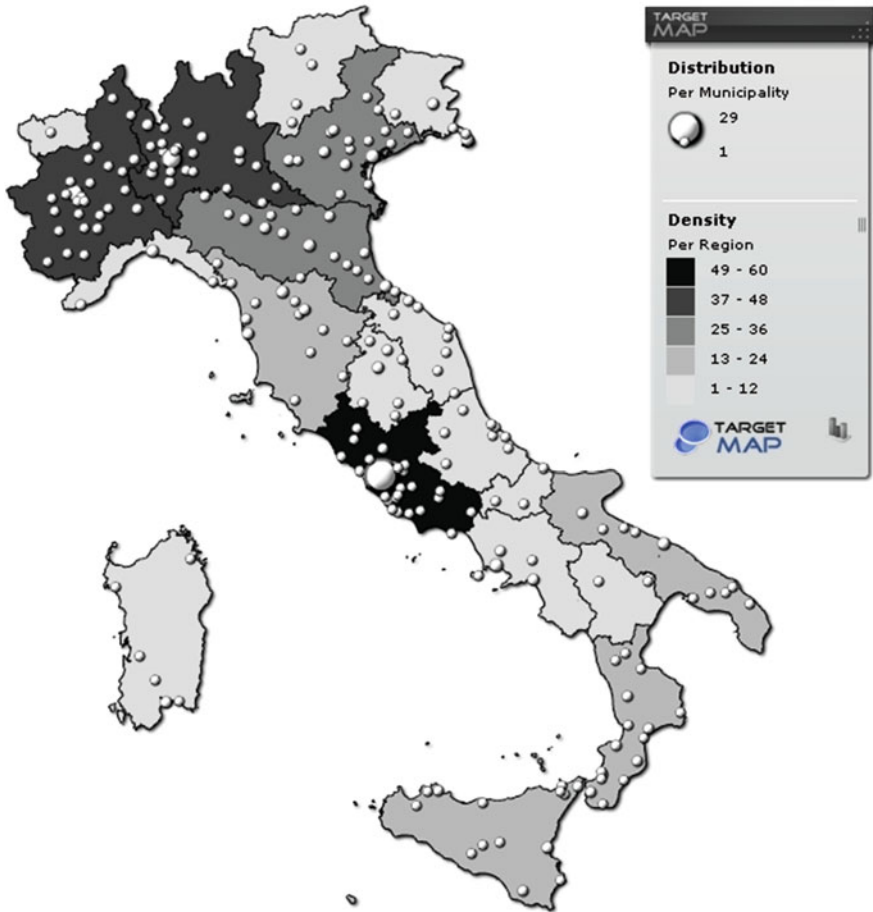 TARGET
MAP
Distribution
Per Municipality
29
1
Density
Per Region
49 - 60
37 - 48
25 - 36
13 - 24
1 - 12
TARGET
MAP